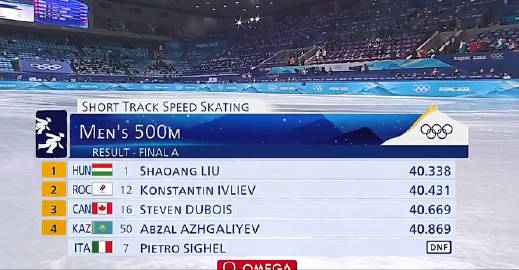 SHORT TRACK SPEED SKATING
MEN'S 500M
RESULT - FINAL A
1 HUN 1 SHAOANG LIU 40.338
2 ROC 12 KONSTANTIN IVLIEV 40.431
3 CAN 16 STEVEN DUBOIS 40.669
4 KAZ 50 ABZAL AZHGALIYEV 40.869
ITA 7 PIETRO SIGHEL DNF
OMEGA